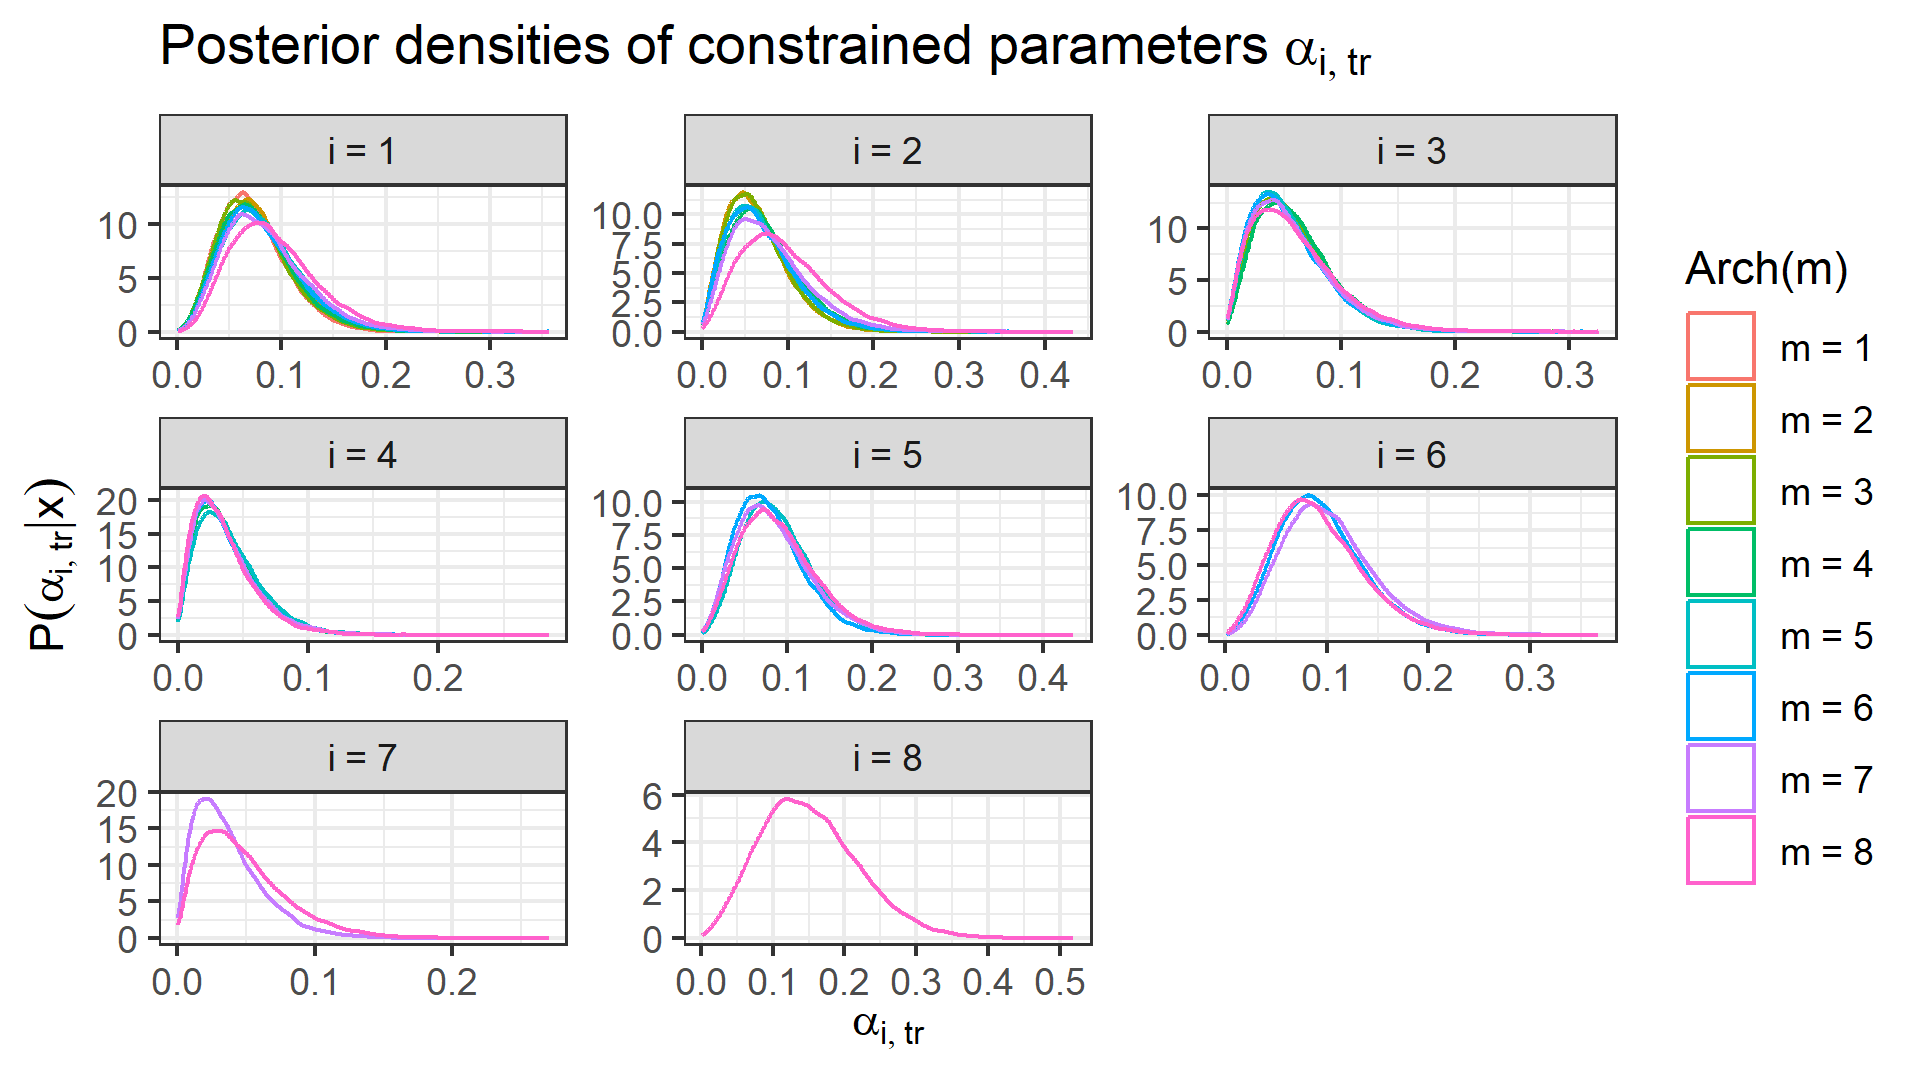 Posterior densities of constrained parameters αi, tr
i = 1
i = 2
i = 3
10
5
0
0.0 0.1 0.2 0.3
10.0
7.5
5.0
2.5
0.0
0.0 0.1 0.2 0.3 0.4
10
5
0
0.0 0.1 0.2 0.3
i = 4
i = 5
i = 6
20
15
10
5
0
0.0 0.1 0.2
10.0
7.5
5.0
2.5
0.0
0.0 0.1 0.2 0.3 0.4
10.0
7.5
5.0
2.5
0.0
0.0 0.1 0.2 0.3
i = 7
i = 8
20
15
10
5
0
0.0 0.1 0.2
6
4
2
0
0.0 0.1 0.2 0.3 0.4 0.5
P(αi, tr|x)
αi, tr
Arch(m)
m = 1
m = 2
m = 3
m = 4
m = 5
m = 6
m = 7
m = 8